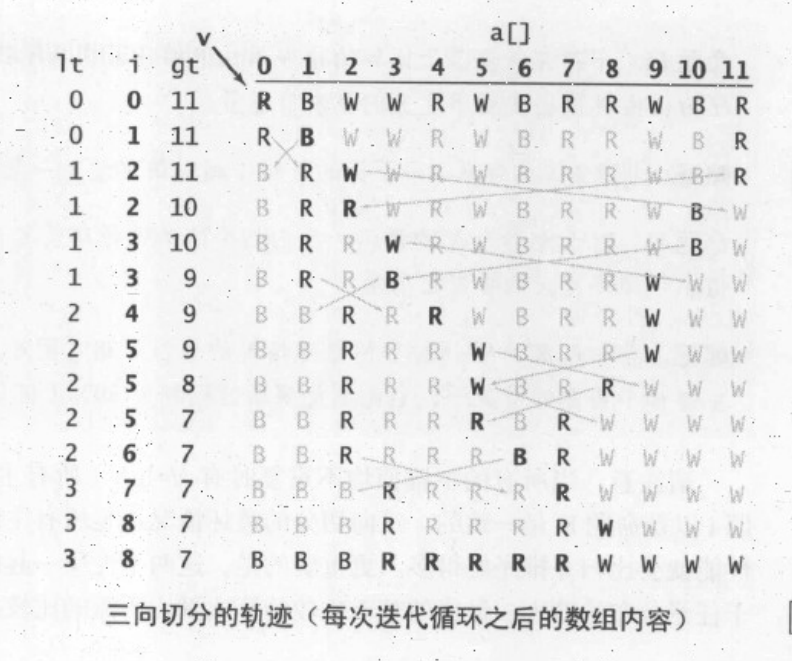 v a[]
lt i gt 0 1 2 3 4 5 6 7 8 9 10 11
0 0 11 R B W W R W B R R W B R
0 1 11 R B W W R W B R R W B R
1 2 11 B R W W R W B R R W B R
1 2 10 B R R W R W B R R W B W
1 3 10 B R R W R W B R R W B W
1 3 9 B R R B R W B R R W W W
2 4 9 B B R R R W B R R W W W
2 5 9 B B R R R W B R R W W W
2 5 8 B B R R R W B R R W W W
2 5 7 B B R R R R B R W W W W
2 6 7 B B R R R R B R W W W W
3 7 7 B B B R R R R R W W W W
3 8 7 B B B R R R R R W W W W
3 8 7 B B B R R R R R W W W W
三向切分的轨迹（每次迭代循环之后的数组内容）